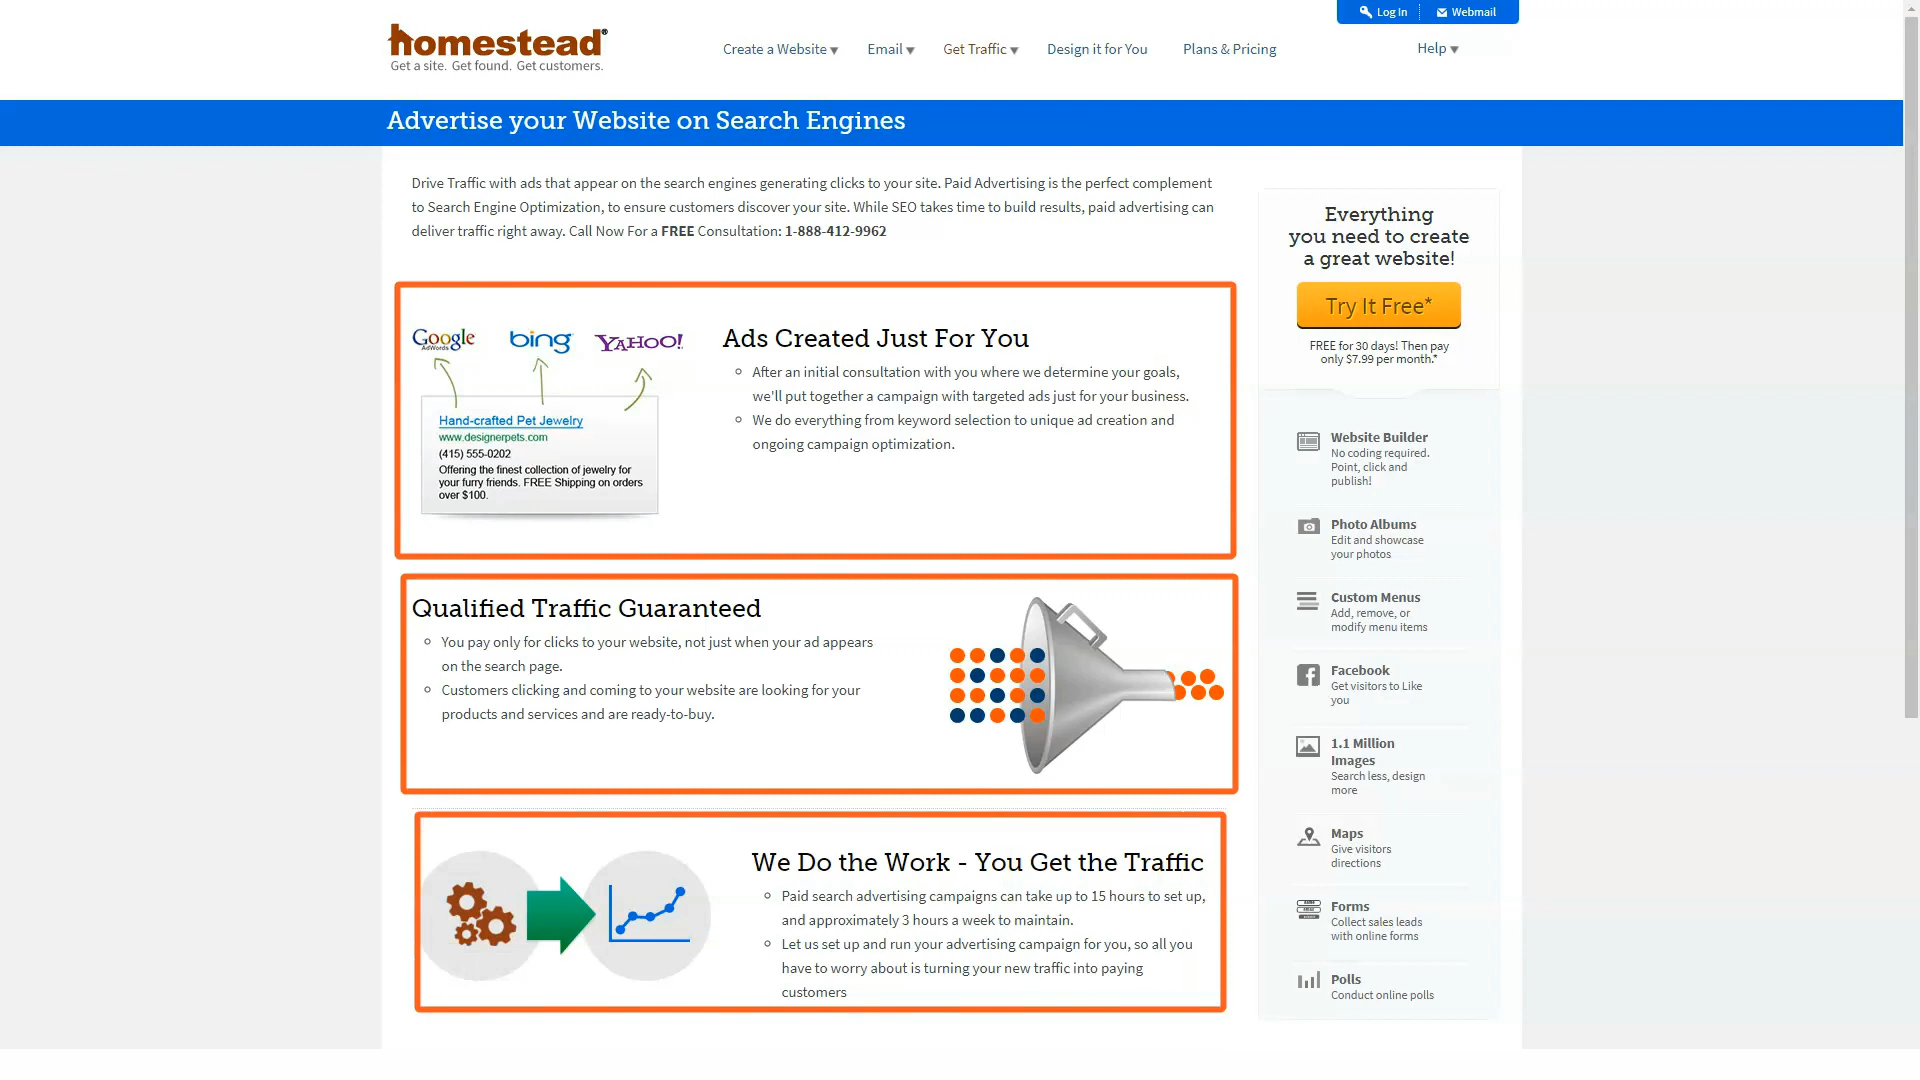 Log In
Webmail
homestead®
Get a site. Get found. Get customers.
Create a Website
Email
Get Traffic
Design it for You
Plans & Pricing
Help
Advertise your Website on Search Engines
Drive Traffic with ads that appear on the search engines generating clicks to your site. Paid Advertising is the perfect complement
to Search Engine Optimization, to ensure customers discover your site. While SEO takes time to build results, paid advertising can
deliver traffic right away. Call Now For a FREE Consultation: 1-888-412-9962
Google
AdWords
bing
YAHOO!
Hand-crafted Pet Jewelry
www.designerpets.com
(415) 555-0202
Offering the finest collection of jewelry for
your furry friends. FREE Shipping on orders
over $100.
Ads Created Just For You
After an initial consultation with you where we determine your goals,
we'll put together a campaign with targeted ads just for your business.
We do everything from keyword selection to unique ad creation and
ongoing campaign optimization.
Qualified Traffic Guaranteed
You pay only for clicks to your website, not just when your ad appears
on the search page.
Customers clicking and coming to your website are looking for your
products and services and are ready-to-buy.
We Do the Work - You Get the Traffic
Paid search advertising campaigns can take up to 15 hours to set up,
and approximately 3 hours a week to maintain.
Let us set up and run your advertising campaign for you, so all you
have to worry about is turning your new traffic into paying
customers
Everything
you need to create
a great website!
Try It Free*
FREE for 30 days! Then pay
only $7.99 per month.*
Website Builder
No coding required.
Point, click and
publish!
Photo Albums
Edit and showcase
your photos
Custom Menus
Add, remove, or
modify menu items
Facebook
Get visitors to Like
you
1.1 Million
Images
Search less, design
more
Maps
Give visitors
directions
Forms
Collect sales leads
with online forms
Polls
Conduct online polls